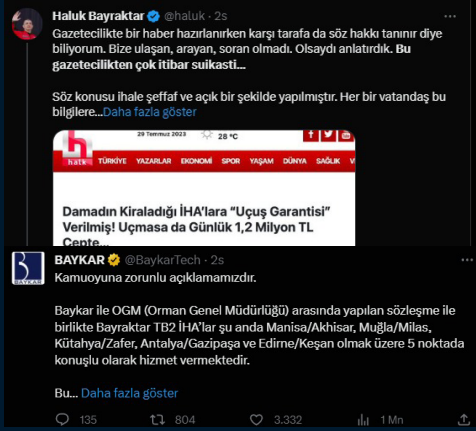 Haluk Bayraktar @haluk · 2s
Gazetecilikte bir haber hazırlanırken karşı tarafa da söz hakkı tanınır diye
biliyorum. Bize ulaşan, arayan, soran olmadı. Olsaydı anlatırdık. Bu
gazetecilikten çok itibar suikasti...
Söz konusu ihale şeffaf ve açık bir şekilde yapılmıştır. Her bir vatandaş bu
bilgilere...Daha fazla göster
29 Temmuz 2023 28 °C
h
halk TÜRKİYE YAZARLAR EKONOMİ SPOR YAŞAM DÜNYA SAĞLIK V
Damadın Kiraladığı İHA'lara "Uçuş Garantisi"
Verilmiş! Uçmasa da Günlük 1,2 Milyon TL
Cepte...
BAYKAR
BAYKAR @BaykarTech · 2s
Kamuoyuna zorunlu açıklamamızdır.
Baykar ile OGM (Orman Genel Müdürlüğü) arasında yapılan sözleşme ile
birlikte Bayraktar TB2 İHA'lar şu anda Manisa/Akhisar, Muğla/Milas,
Kütahya/Zafer, Antalya/Gazipaşa ve Edirne/Keşan olmak üzere 5 noktada
konuşlu olarak hizmet vermektedir.
Bu... Daha fazla göster
135 804 3.332 1 Mn